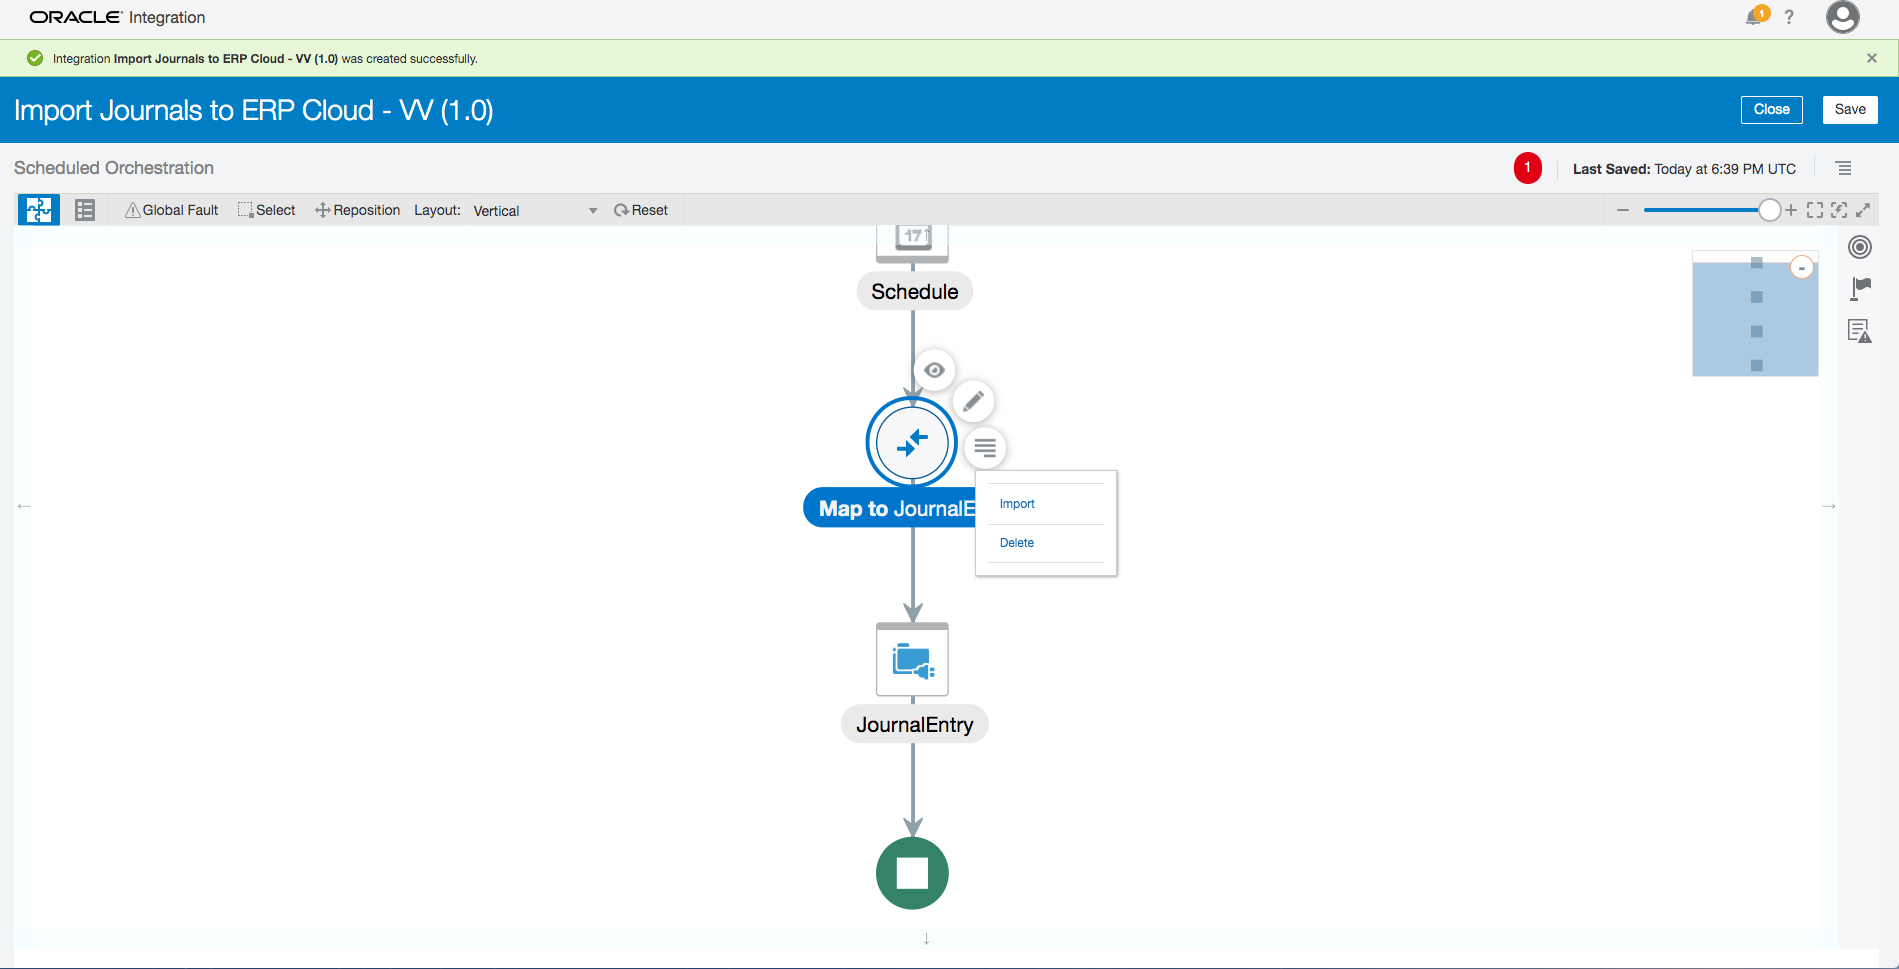 ORACLE Integration
1
?
Integration Import Journals to ERP Cloud - VV (1.0) was created successfully.
Import Journals to ERP Cloud - VV (1.0)
Close
Save
Scheduled Orchestration
1
Last Saved: Today at 6:39 PM UTC
Global Fault
Select
Reposition
Layout:
Vertical
Reset
17
Schedule
Map to JournalE
Import
Delete
JournalEntry